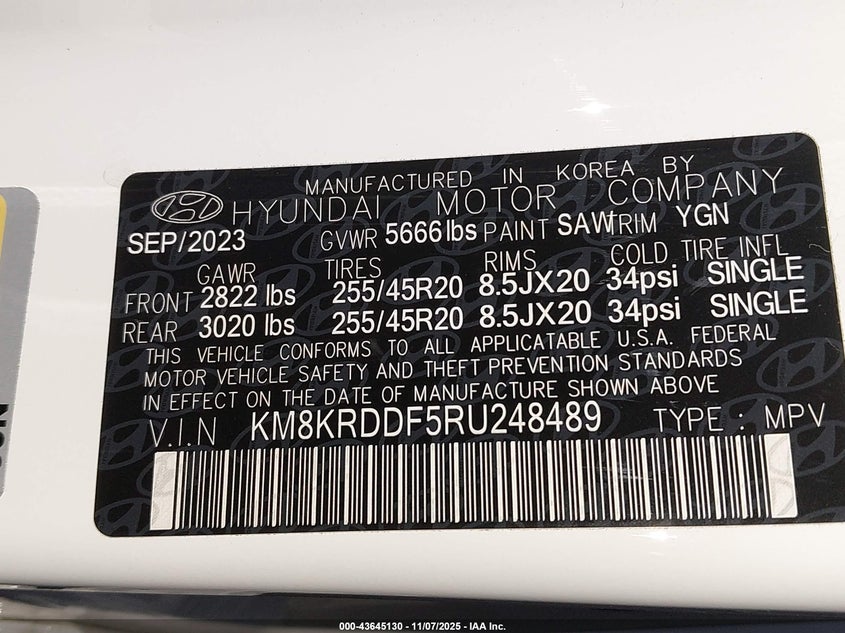 MANUFACTURED IN KOREA BY
HYUNDAI MOTOR COMPANY
SEP/2023 GVWR 5666 lbs PAINT SAW TRIM YGN
GAWR TIRES RIMS COLD TIRE INFL
FRONT 2822 lbs 255/45R20 8.5JX20 34psi SINGLE
REAR 3020 lbs 255/45R20 8.5JX20 34psi SINGLE
THIS VEHICLE CONFORMS TO ALL APPLICATABLE U.S.A. FEDERAL
MOTOR VEHICLE SAFETY AND THEFT PREVENTION STANDARDS
IN EFFECT ON THE DATE OF MANUFACTURE SHOWN ABOVE
V.I.N KM8KRDDF5RU248489 TYPE : MPV
000-43645130 - 11/07/2025 - IAA Inc.